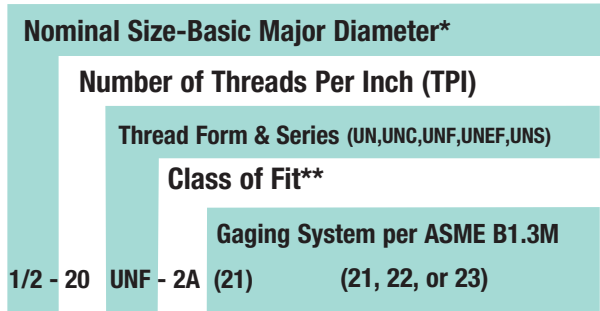 Nominal Size-Basic Major Diameter*
Number of Threads Per Inch (TPI)
Thread Form & Series (UN,UNC,UNF,UNEF,UNS)
Class of Fit**
Gaging System per ASME B1.3M
1/2 - 20 UNF - 2A (21) (21, 22, or 23)